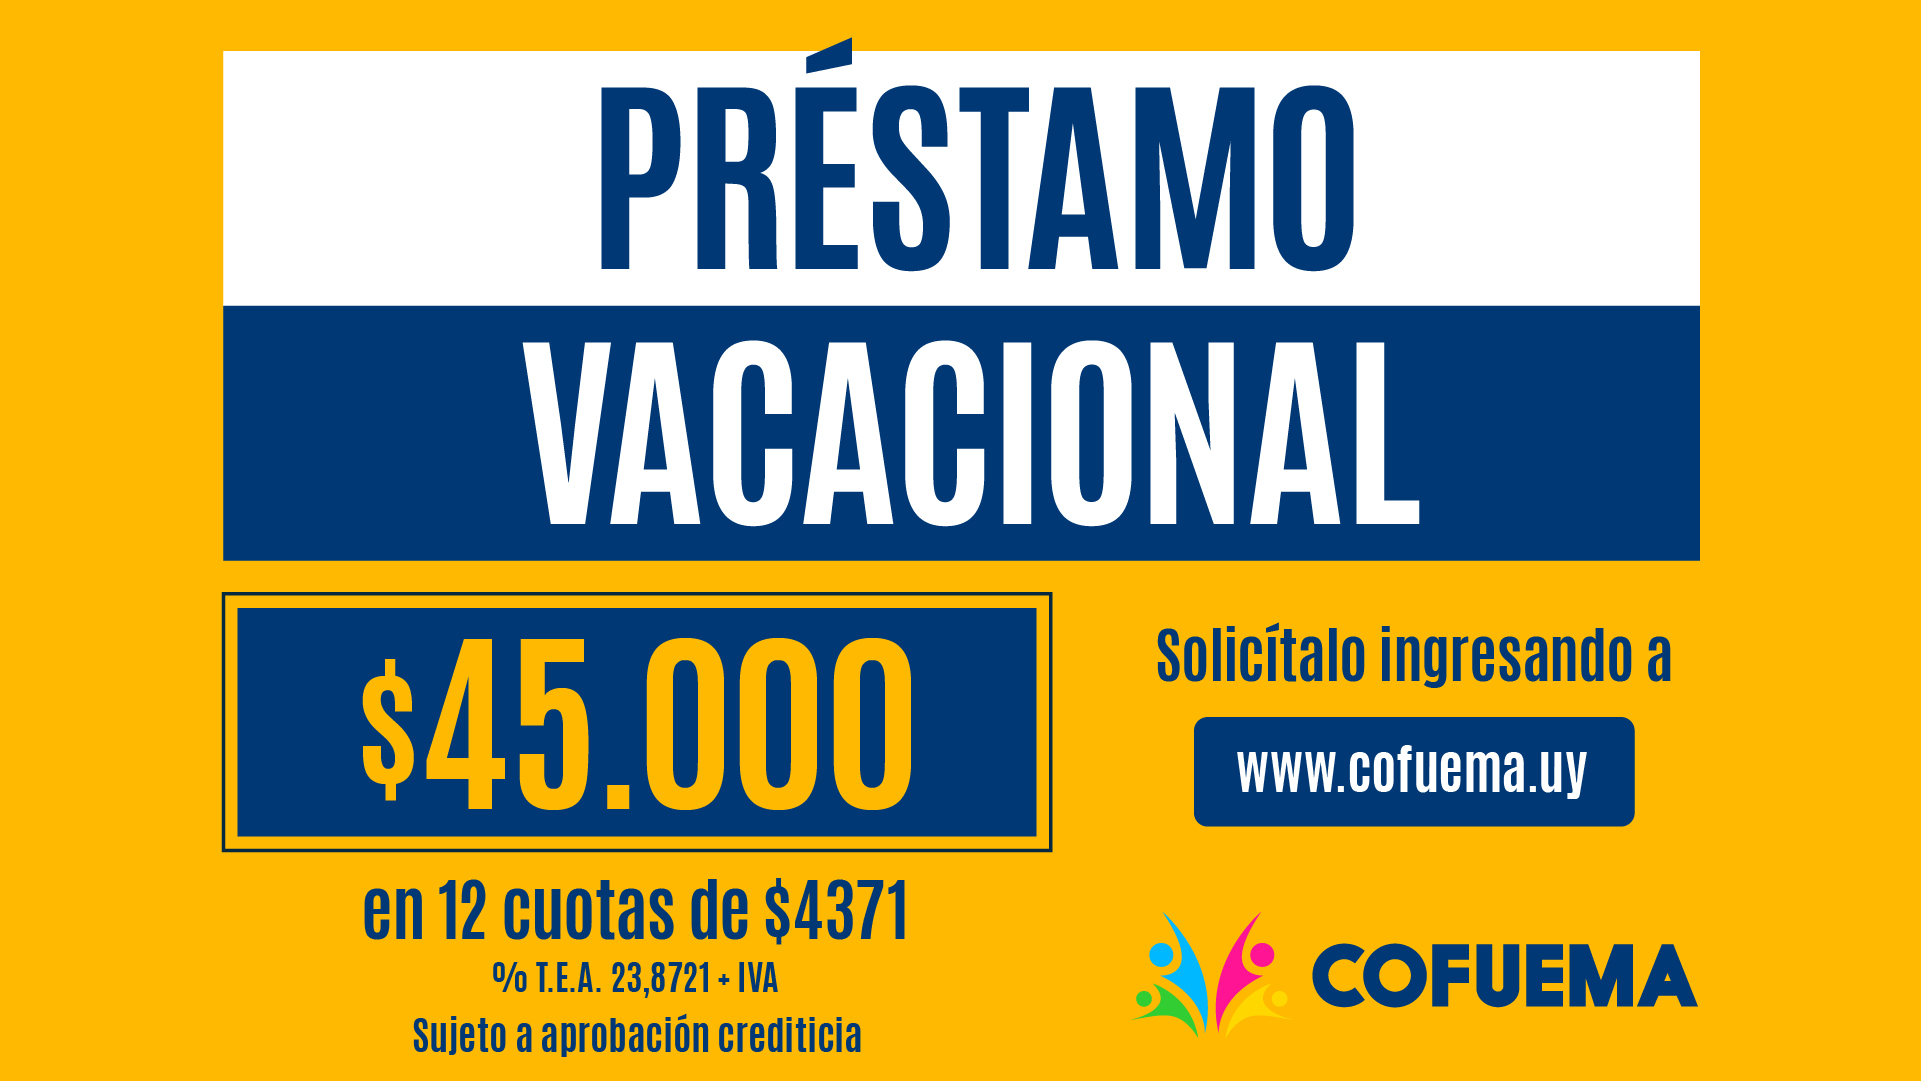 PRÉSTAMO
VACACIONAL
$45.000
en 12 cuotas de $4371
% T.E.A. 23,8721 + IVA
Sujeto a aprobación crediticia
Solicítalo ingresando a
www.cofuema.uy
COFUEMA